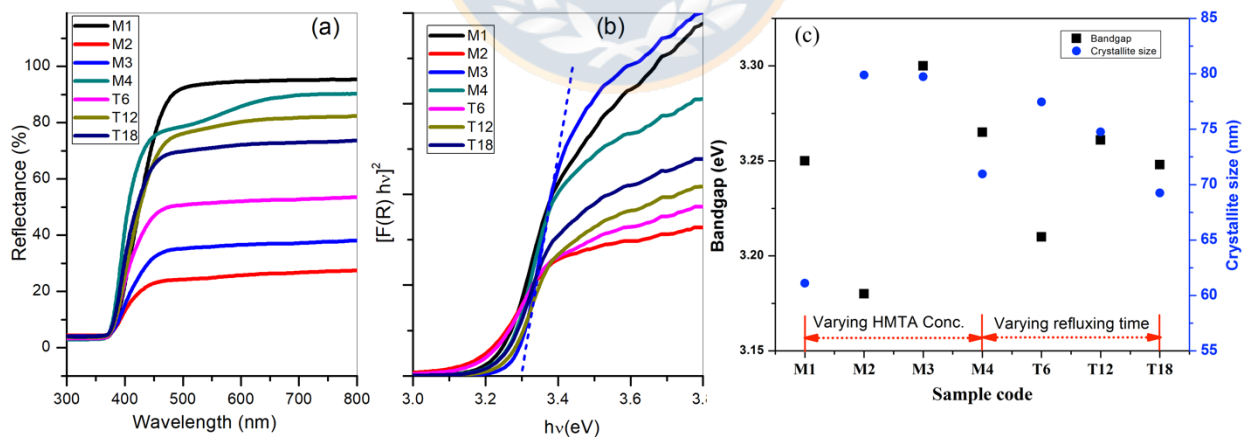 (a)
M1
M2
M3
M4
T6
T12
T18
Reflectance (%)
100
80
60
40
20
0
300 400 500 600 700 800
Wavelength (nm)
(b)
M1
M2
M3
M4
T6
T12
T18
[F(R) hν]²
3.0 3.2 3.4 3.6 3.8
hν(eV)
(c)
Bandgap
Crystallite size
Bandgap (eV)
3.30
3.25
3.20
3.15
Crystallite size (nm)
85
80
75
70
65
60
55
50
Varying HMTA Conc.
Varying refluxing time
M1 M2 M3 M4 T6 T12 T18
Sample code